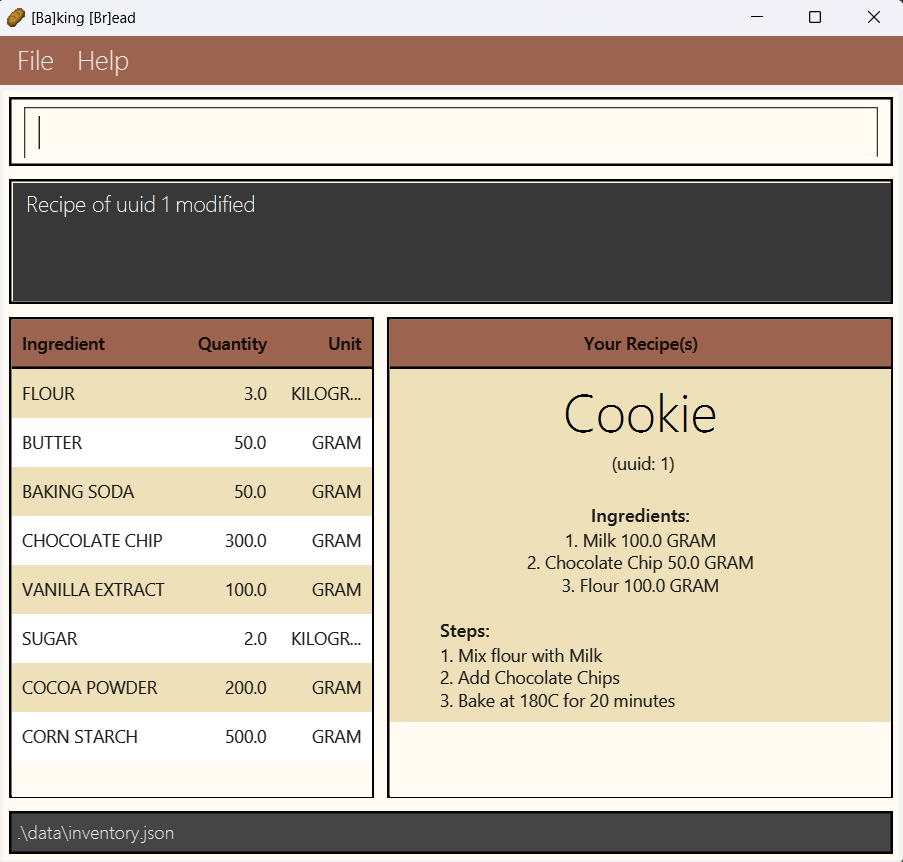 [Ba]king [Br]ead
File Help
Recipe of uuid 1 modified
Ingredient Quantity Unit
FLOUR 3.0 KILOGR...
BUTTER 50.0 GRAM
BAKING SODA 50.0 GRAM
CHOCOLATE CHIP 300.0 GRAM
VANILLA EXTRACT 100.0 GRAM
SUGAR 2.0 KILOGR...
COCOA POWDER 200.0 GRAM
CORN STARCH 500.0 GRAM
Your Recipe(s)
Cookie
(uuid: 1)
Ingredients:
1. Milk 100.0 GRAM
2. Chocolate Chip 50.0 GRAM
3. Flour 100.0 GRAM
Steps:
1. Mix flour with Milk
2. Add Chocolate Chips
3. Bake at 180C for 20 minutes
.\data\inventory.json